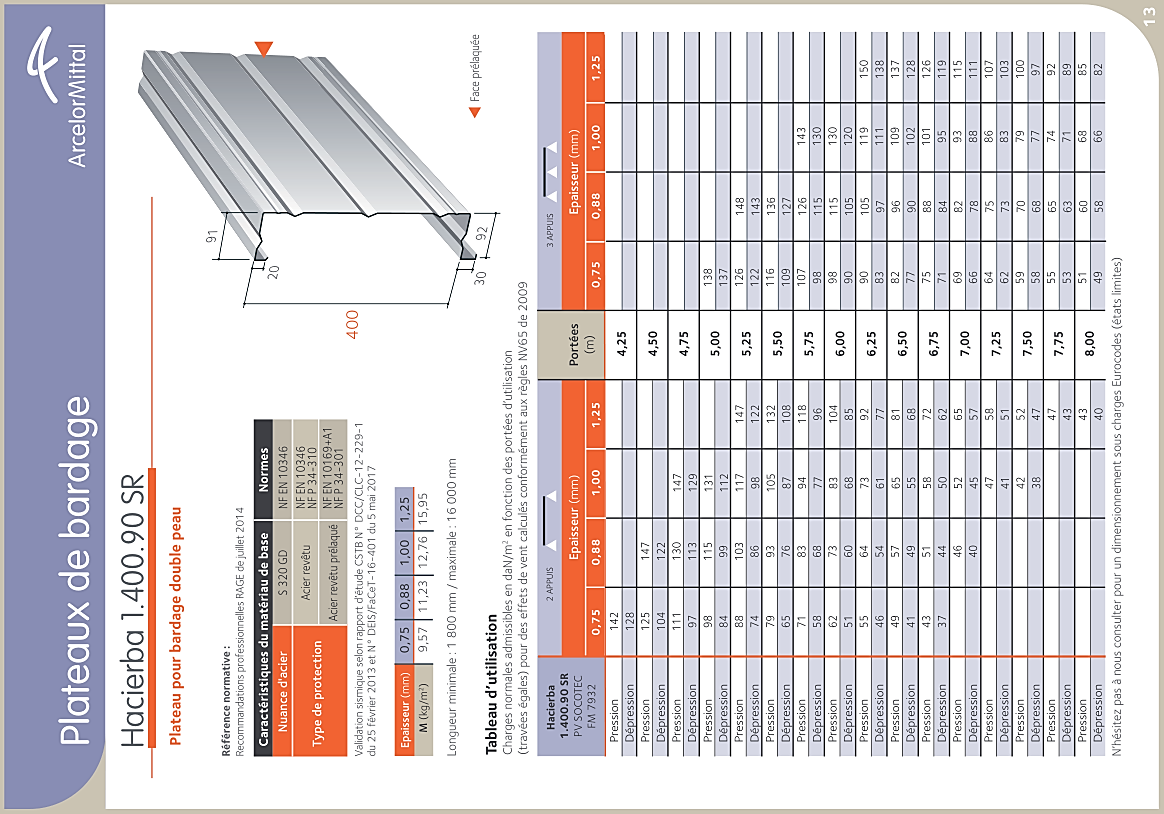 Plateaux de bardage
ArcelorMittal
Hacierba 1.400.90 SR
Plateau pour bardage double peau
Référence normative :
Recommandations professionnelles RAGE de juillet 2014
Caractéristiques du matériau de base Normes
Nuance d'acier S 320 GD NF EN 10346
Type de protection Acier revêtu NF EN 10346
NF P 34-310
Acier revêtu prélaqué NF EN 10169+A1
NF P 34-301
Validation sismique selon rapport d'étude CSTB N° DCC/CLC-12-229-1
du 25 février 2013 et N° DEIS/FaCeT-16-401 du 5 mai 2017
Epaisseur (mm) 0,75 0,88 1,00 1,25
M (kg/m²) 9,57 11,23 12,76 15,95
Longueur minimale : 1 800 mm / maximale : 16 000 mm
91
20
400
92
30
Face prélaquée
Tableau d'utilisation
Charges normales admissibles en daN/m² en fonction des portées d'utilisation
(travées égales) pour des effets de vent calculés conformément aux règles NV65 de 2009
Hacierba
1.400.90 SR
PV SOCOTEC
FM 7932
2 APPUIS
Portées
(m)
3 APPUIS
Epaisseur (mm) Epaisseur (mm)
0,75 0,88 1,00 1,25 0,75 0,88 1,00 1,25
Pression 142 4,25
Dépression 128
Pression 125 147 4,50
Dépression 104 122
Pression 111 130 147 4,75
Dépression 97 113 129
Pression 98 115 131 5,00 138
Dépression 84 99 112 137
Pression 88 103 117 147 5,25 126 148
Dépression 74 86 98 122 122 143
Pression 79 93 105 132 5,50 116 136
Dépression 65 76 87 108 109 127
Pression 71 83 94 118 5,75 107 126 143
Dépression 58 68 77 96 98 115 130
Pression 62 73 83 104 6,00 98 115 130
Dépression 51 60 68 85 90 105 120
Pression 55 64 73 92 6,25 90 105 119 150
Dépression 46 54 61 77 83 97 111 138
Pression 49 57 65 81 6,50 82 96 109 137
Dépression 41 49 55 68 77 90 102 128
Pression 43 51 58 72 6,75 75 88 101 126
Dépression 37 44 50 62 71 84 95 119
Pression 46 52 65 7,00 69 82 93 115
Dépression 40 45 57 66 78 88 111
Pression 47 58 7,25 64 75 86 107
Dépression 41 51 62 73 83 103
Pression 42 52 7,50 59 70 79 100
Dépression 38 47 58 68 77 97
Pression 47 7,75 55 65 74 92
Dépression 43 53 63 71 89
Pression 43 8,00 51 60 68 85
Dépression 40 49 58 66 82
N'hésitez pas à nous consulter pour un dimensionnement sous charges Eurocodes (états limites)
13